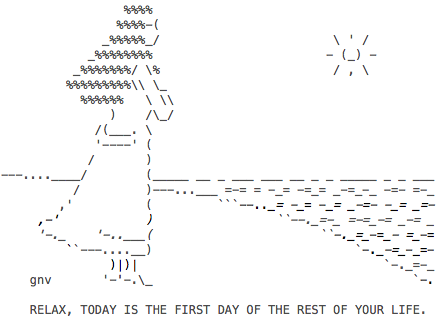 gnv
RELAX, TODAY IS THE FIRST DAY OF THE REST OF YOUR LIFE.